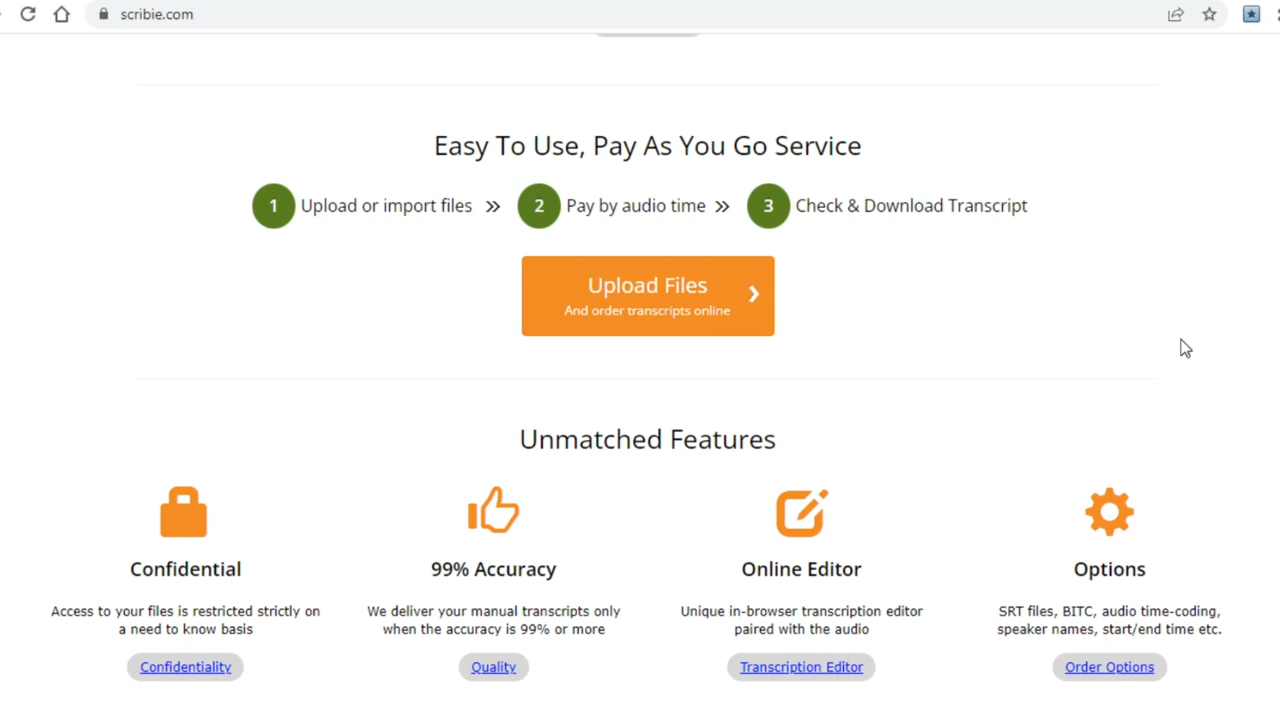 scribie.com
Easy To Use, Pay As You Go Service
1 Upload or import files » 2 Pay by audio time » 3 Check & Download Transcript
Upload Files
And order transcripts online
Unmatched Features
Confidential 99% Accuracy Online Editor Options
Access to your files is restricted strictly on We deliver your manual transcripts only Unique in-browser transcription editor SRT files, BITC, audio time-coding,
a need to know basis when the accuracy is 99% or more paired with the audio speaker names, start/end time etc.
Confidentiality Quality Transcription Editor Order Options